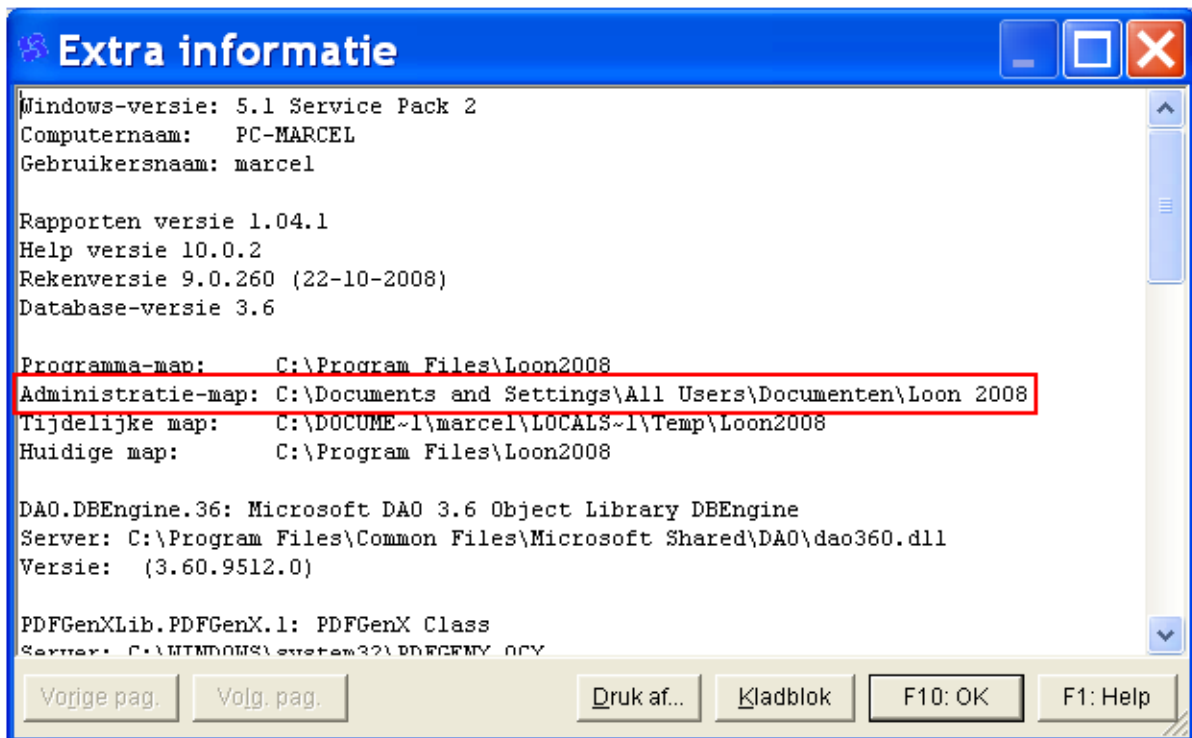 Extra informatie
Windows-versie: 5.1 Service Pack 2
Computernaam: PC-MARCEL
Gebruikersnaam: marcel
Rapporten versie 1.04.1
Help versie 10.0.2
Rekenversie 9.0.260 (22-10-2008)
Database-versie 3.6
Programma-map: C:\Program Files\Loon2008
Administratie-map: C:\Documents and Settings\All Users\Documenten\Loon 2008
Tijdelijke map: C:\DOCUME~1\marcel\LOCALS~1\Temp\Loon2008
Huidige map: C:\Program Files\Loon2008
DAO.DBEngine.36: Microsoft DAO 3.6 Object Library DBEngine
Server: C:\Program Files\Common Files\Microsoft Shared\DAO\dao360.dll
Versie: (3.60.9512.0)
PDFGenXLib.PDFGenX.1: PDFGenX Class
Server: C:\WINDOWS\system32\PDFGENX.OCX
Vorige pag. Volg. pag. Druk af... Kladblok F10: OK F1: Help